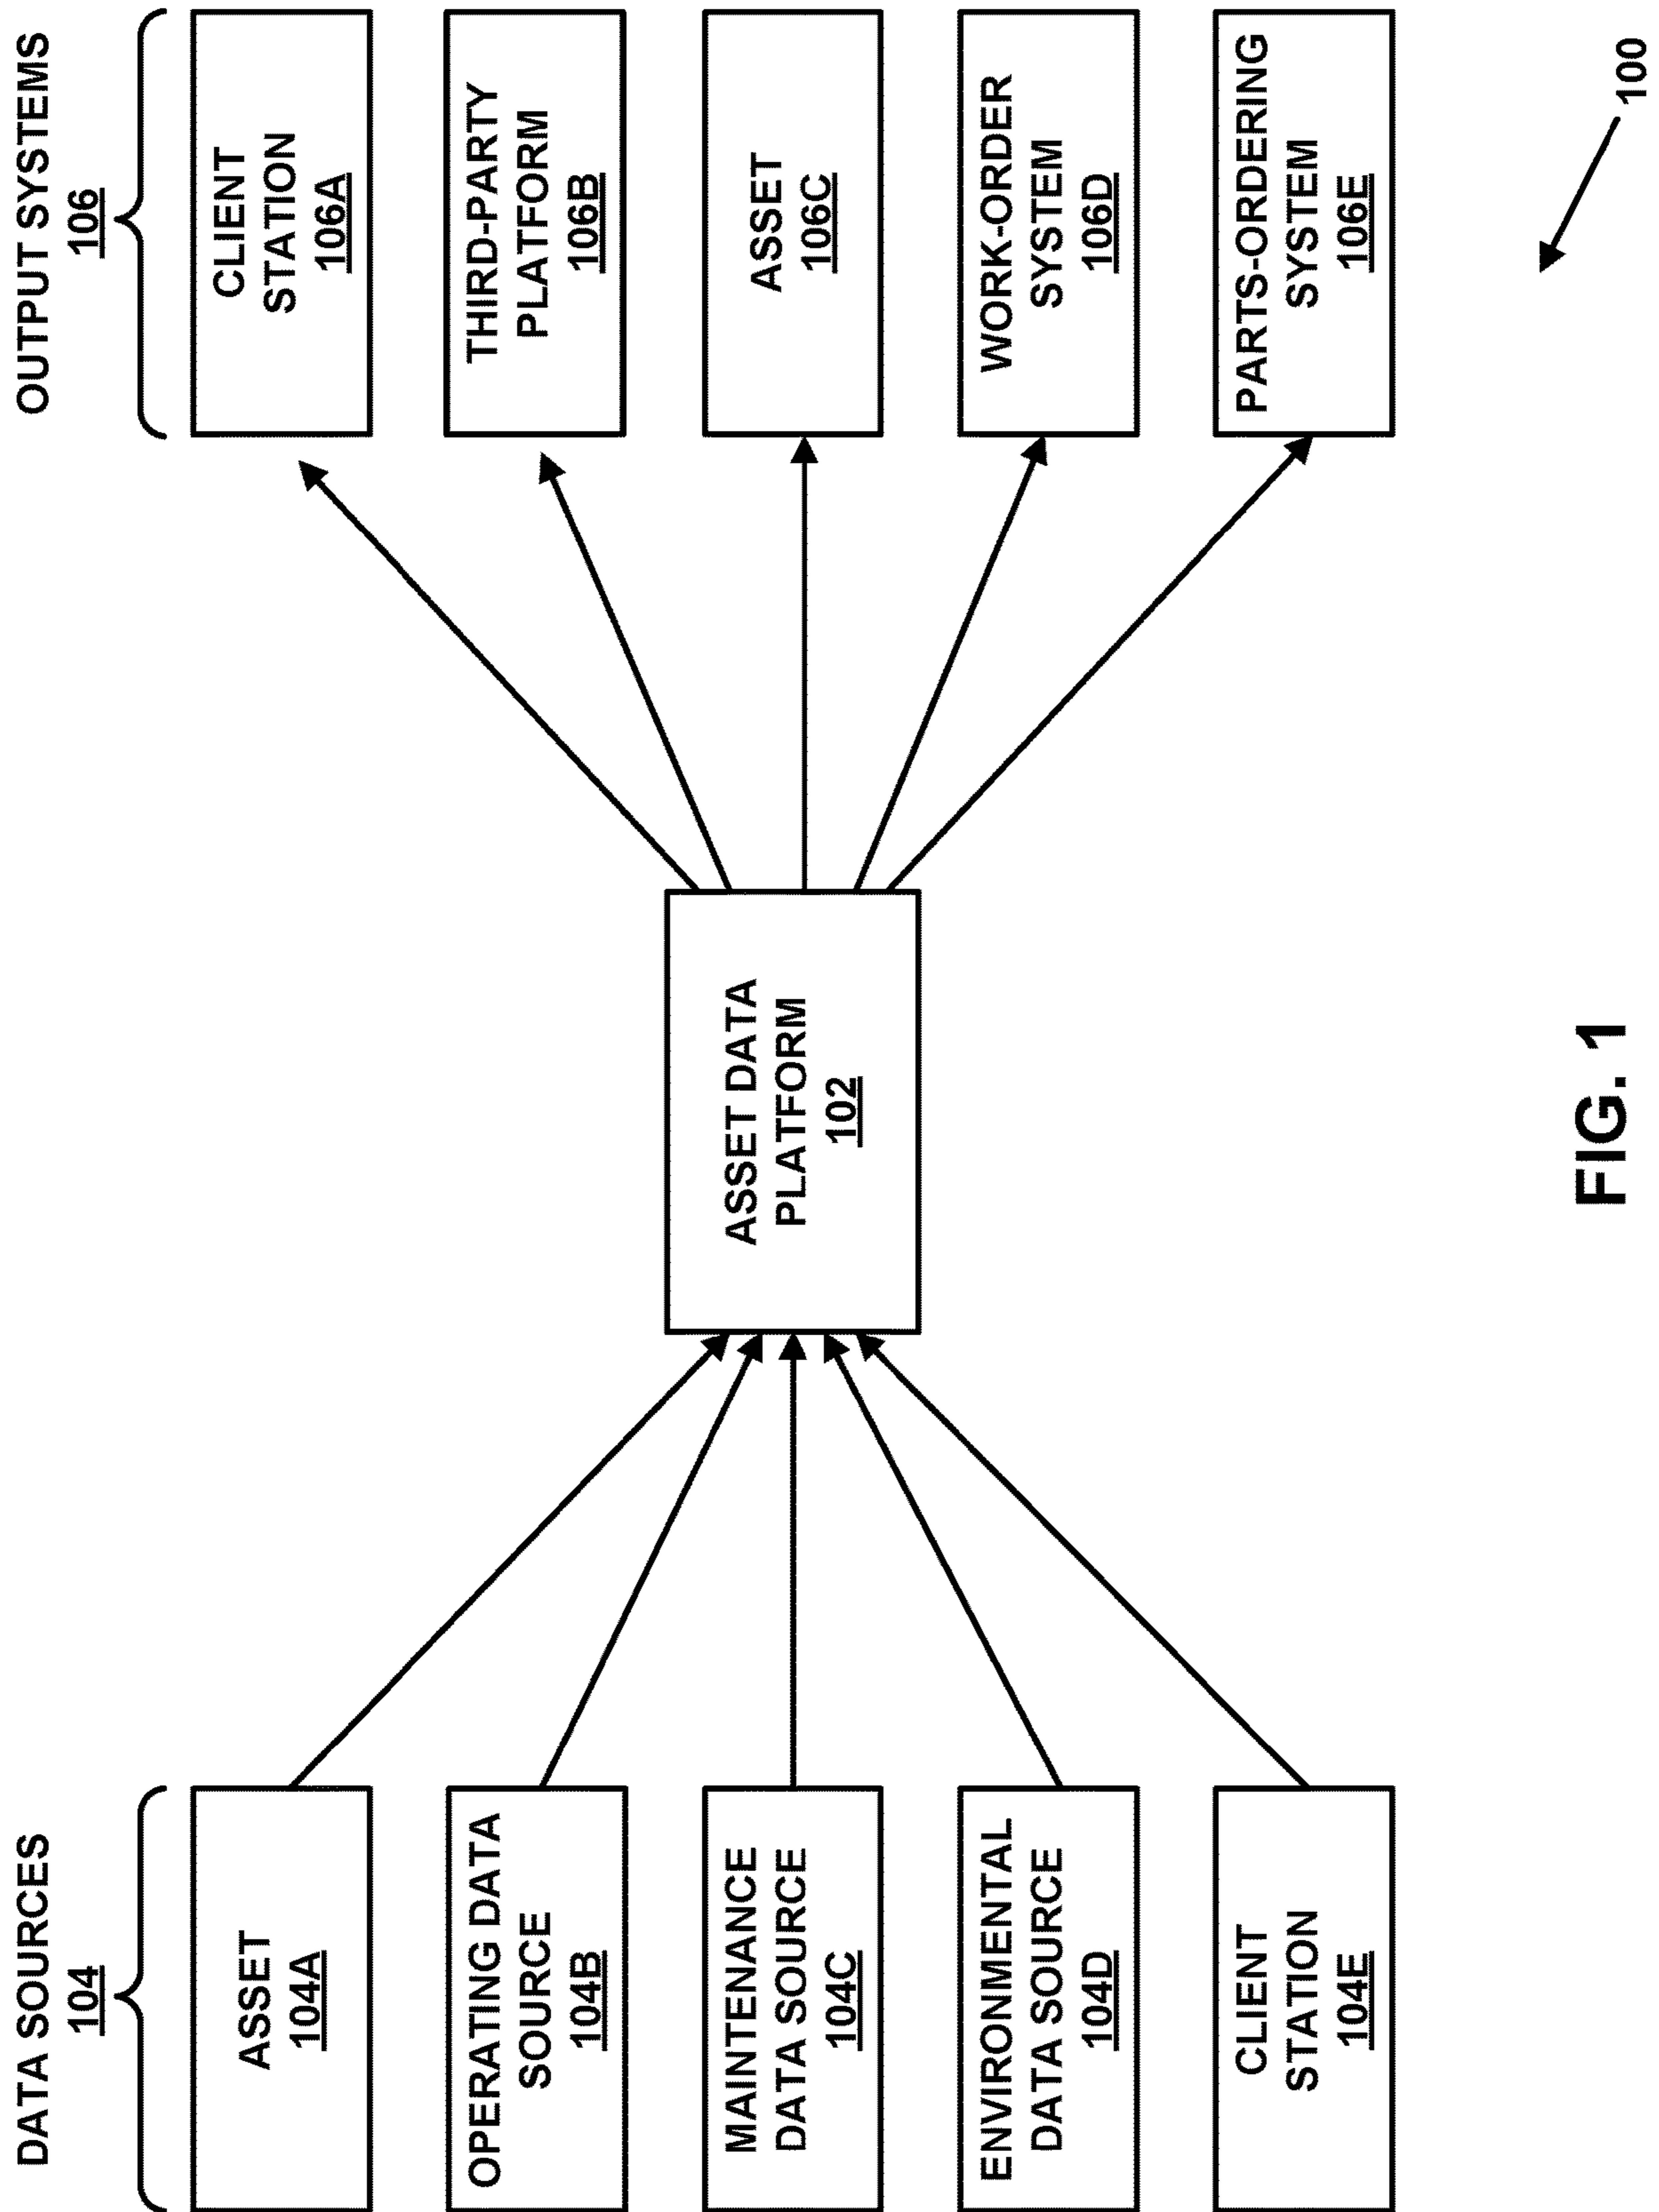 DATA SOURCES
104
ASSET
104A
OPERATING DATA
SOURCE
104B
MAINTENANCE
DATA SOURCE
104C
ENVIRONMENTAL
DATA SOURCE
104D
CLIENT
STATION
104E
ASSET DATA
PLATFORM
102
OUTPUT SYSTEMS
106
CLIENT
STATION
106A
THIRD-PARTY
PLATFORM
106B
ASSET
106C
WORK-ORDER
SYSTEM
106D
PARTS-ORDERING
SYSTEM
106E
100
FIG. 1